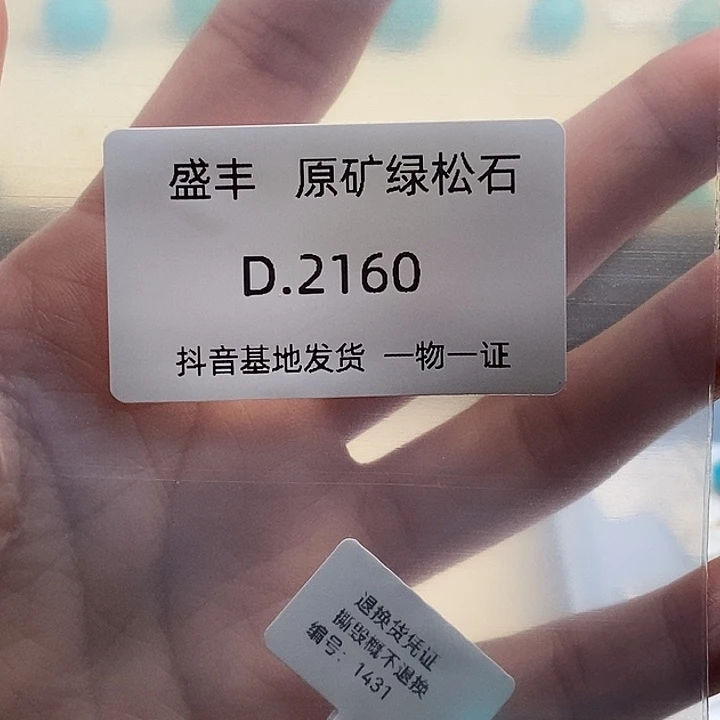 盛丰 原矿绿松石
D.2160
抖音基地发货 一物一证
退换货凭证
撕毁概不退换
编号: 1431